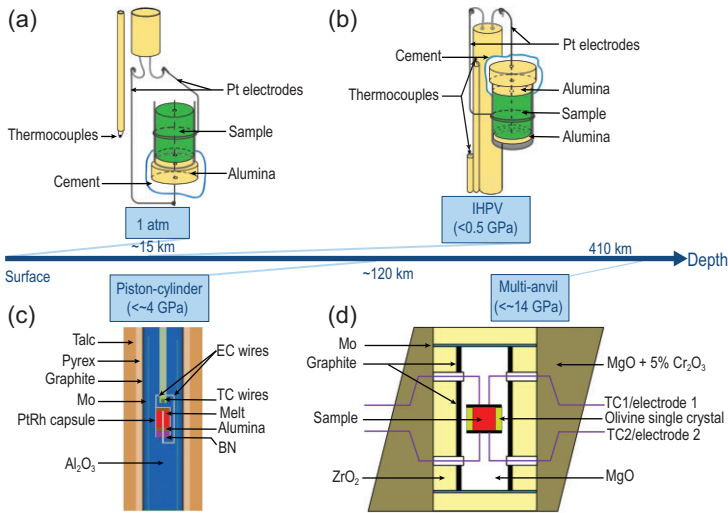 (a)
Pt electrodes
Thermocouples
Sample
Alumina
Cement
1 atm
(b)
Cement
Pt electrodes
Thermocouples
Alumina
Sample
Alumina
IHPV
(<0.5 GPa)
~15 km
410 km
Surface
~120 km
Depth
Piston-cylinder
(<~4 GPa)
Multi-anvil
(<~14 GPa)
(c)
Talc
Pyrex
Graphite
Mo
PtRh capsule
Al₂O₃
EC wires
TC wires
Melt
Alumina
BN
(d)
Mo
Graphite
Sample
ZrO₂
MgO + 5% Cr₂O₃
TC1/electrode 1
Olivine single crystal
TC2/electrode 2
MgO